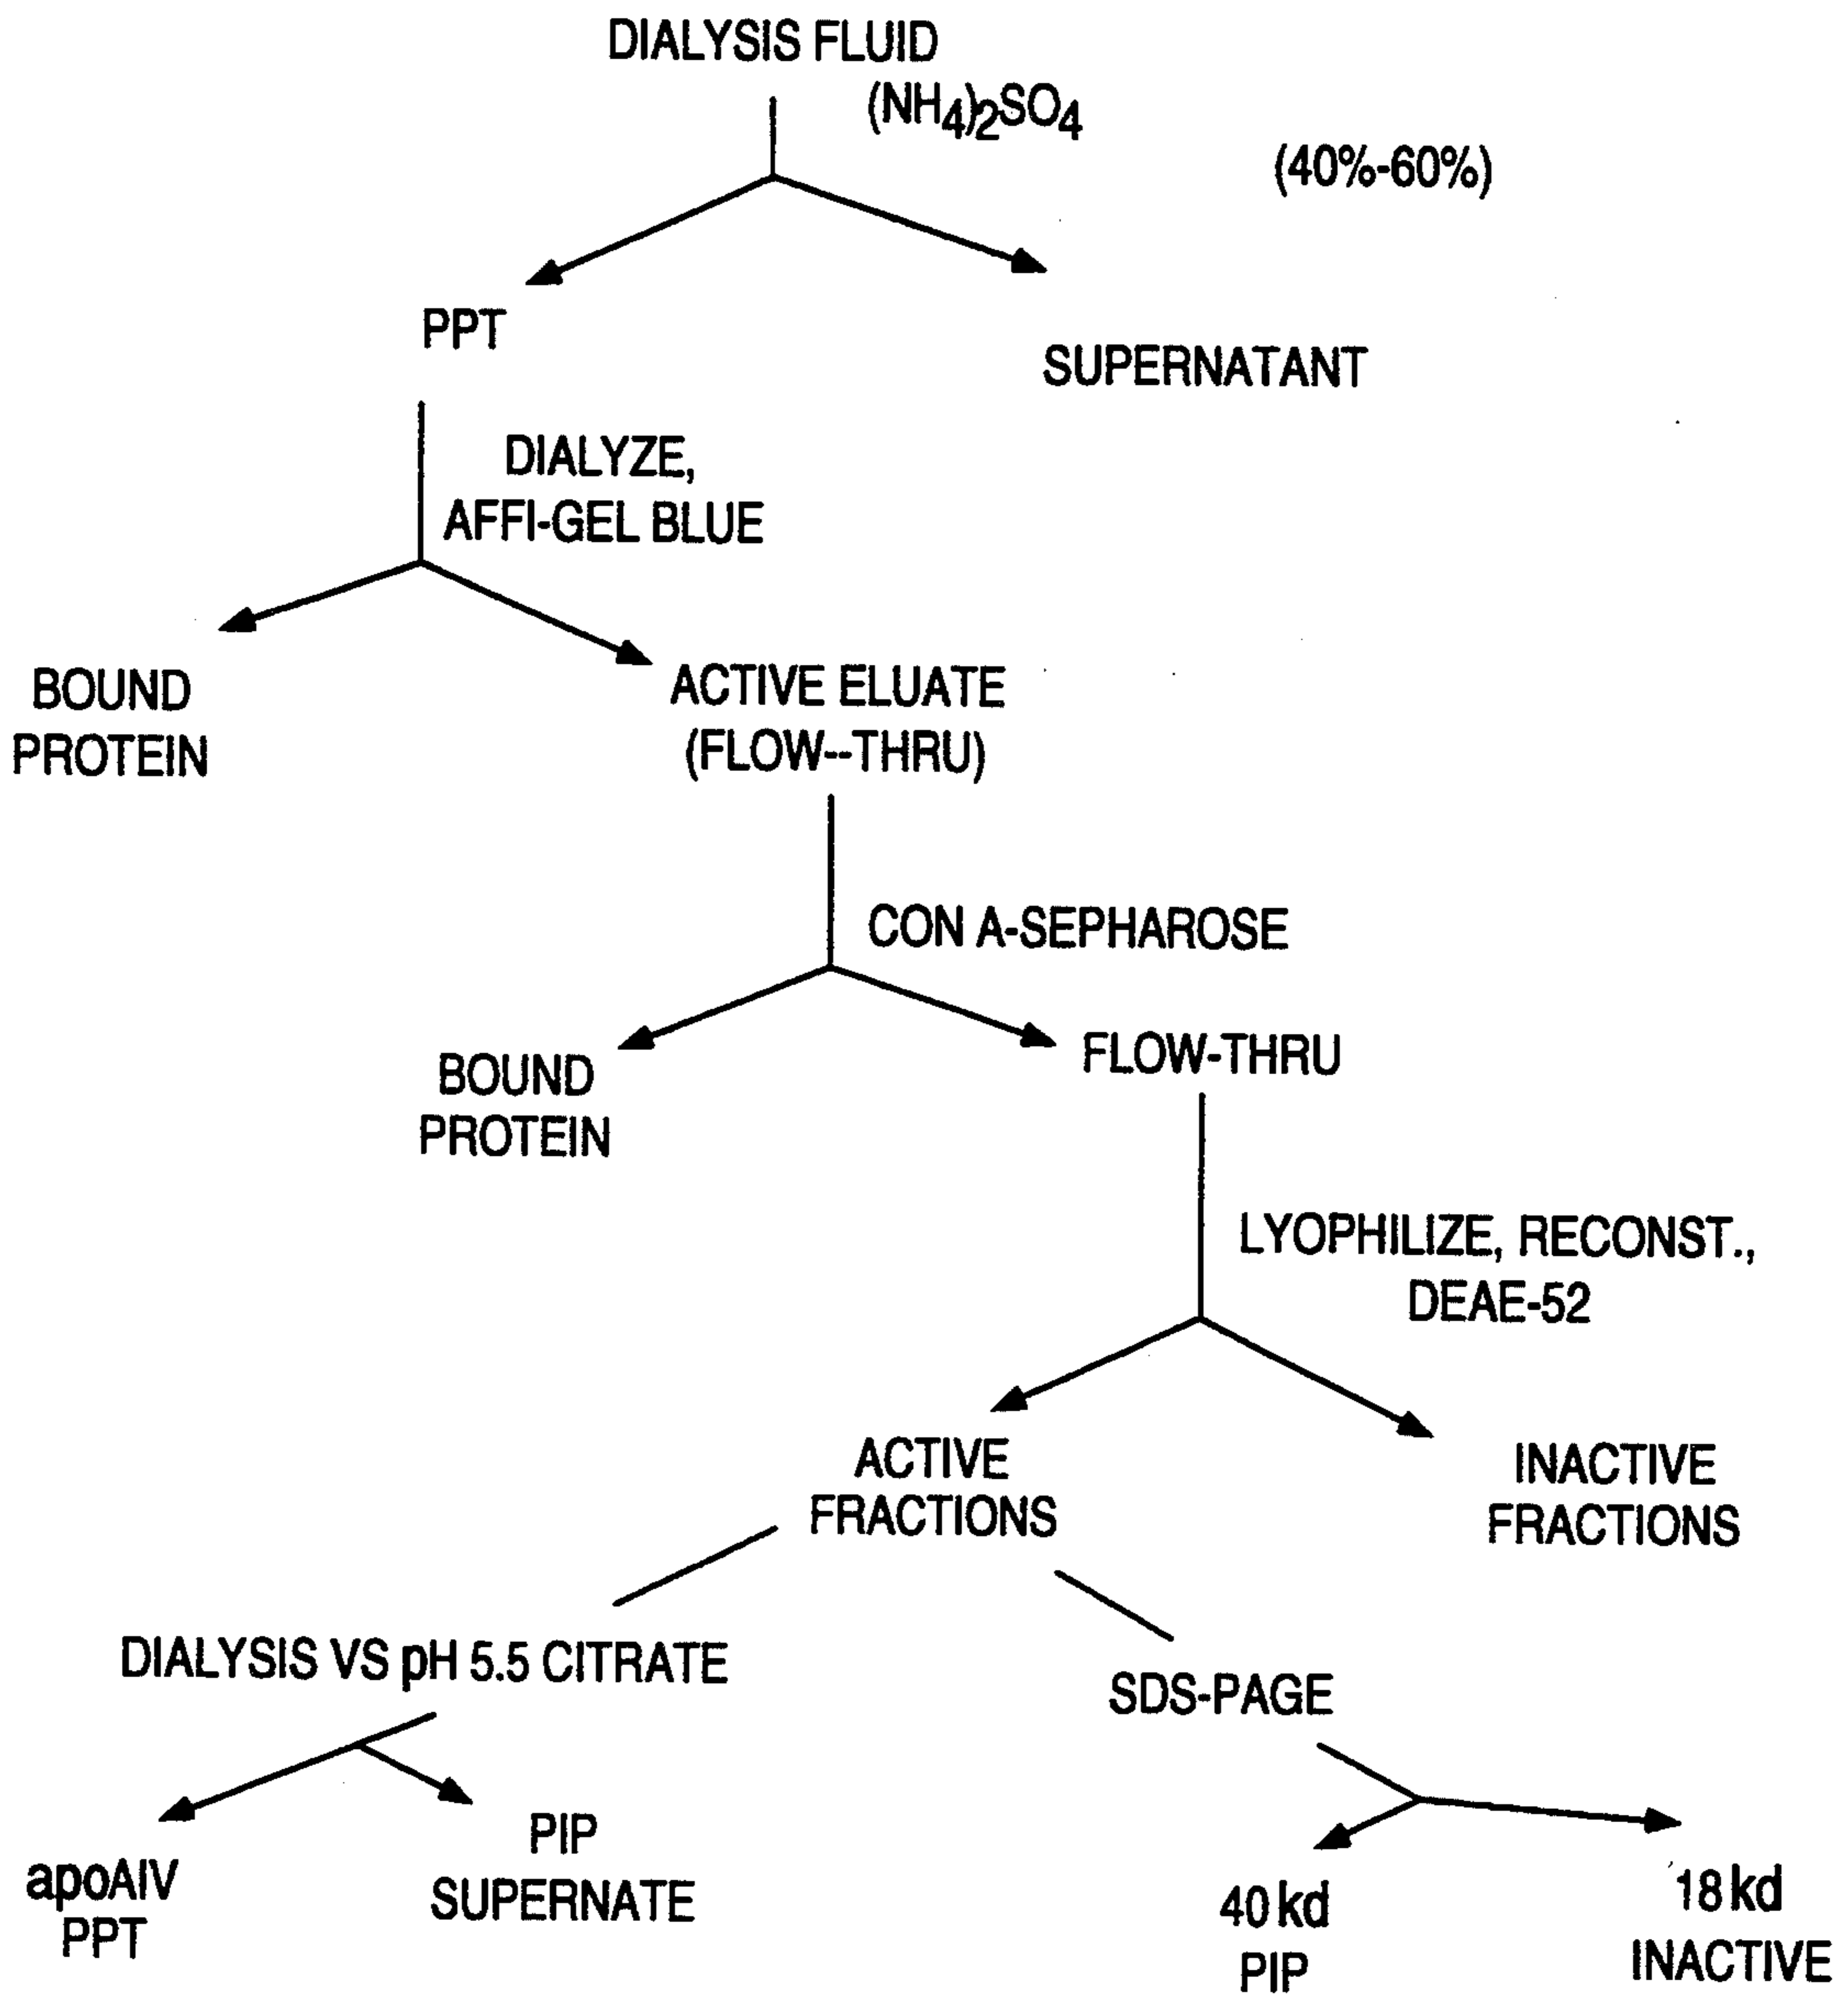 DIALYSIS FLUID
(NH4)2SO4
(40%-60%)
PPT
SUPERNATANT
DIALYZE,
AFFI-GEL BLUE
BOUND
PROTEIN
ACTIVE ELUATE
(FLOW--THRU)
CON A-SEPHAROSE
BOUND
PROTEIN
FLOW-THRU
LYOPHILIZE, RECONST.,
DEAE-52
ACTIVE
FRACTIONS
INACTIVE
FRACTIONS
DIALYSIS VS pH 5.5 CITRATE
SDS-PAGE
apoAIV
PPT
PIP
SUPERNATE
40 kd
PIP
18 kd
INACTIVE